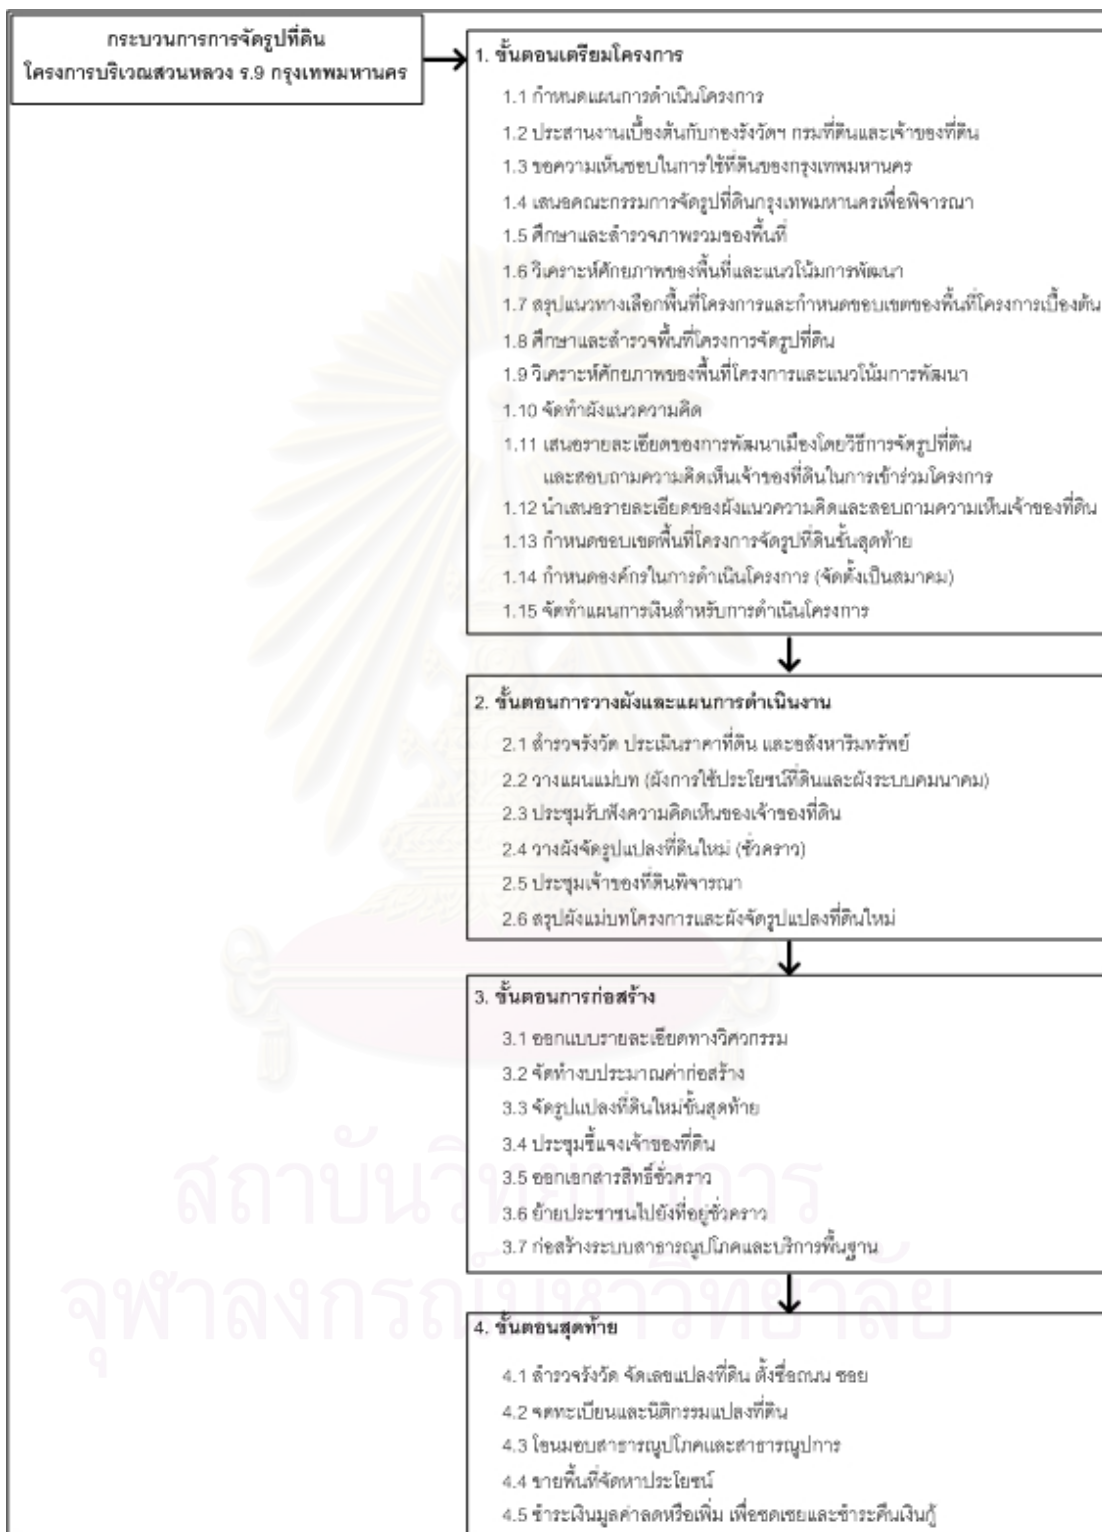 กระบวนการการจัดรูปที่ดิน
โครงการบริเวณสวนหลวง ร.9 กรุงเทพมหานคร
1. ขั้นตอนเตรียมโครงการ
1.1 กำหนดแผนการดำเนินโครงการ
1.2 ประสานงานเบื้องต้นกับกองรังวัดฯ กรมที่ดินและเจ้าของที่ดิน
1.3 ขอความเห็นชอบในการใช้ที่ดินของกรุงเทพมหานคร
1.4 เสนอคณะกรรมการจัดรูปที่ดินกรุงเทพมหานครเพื่อพิจารณา
1.5 ศึกษาและสำรวจภาพรวมของพื้นที่
1.6 วิเคราะห์ศักยภาพของพื้นที่และแนวโน้มการพัฒนา
1.7 สรุปแนวทางเลือกพื้นที่โครงการและกำหนดขอบเขตของพื้นที่โครงการเบื้องต้น
1.8 ศึกษาและสำรวจพื้นที่โครงการจัดรูปที่ดิน
1.9 วิเคราะห์ศักยภาพของพื้นที่โครงการและแนวโน้มการพัฒนา
1.10 จัดทำผังแนวความคิด
1.11 เสนอรายละเอียดของการพัฒนาเมืองโดยวิธีการจัดรูปที่ดิน
และสอบถามความคิดเห็นเจ้าของที่ดินในการเข้าร่วมโครงการ
1.12 นำเสนอรายละเอียดของผังแนวความคิดและสอบถามความเห็นเจ้าของที่ดิน
1.13 กำหนดขอบเขตพื้นที่โครงการจัดรูปที่ดินขั้นสุดท้าย
1.14 กำหนดองค์กรในการดำเนินโครงการ (จัดตั้งเป็นสมาคม)
1.15 จัดทำแผนการเงินสำหรับการดำเนินโครงการ
2. ขั้นตอนการวางผังและแผนการดำเนินงาน
2.1 สำรวจรังวัด ประเมินราคาที่ดิน และอสังหาริมทรัพย์
2.2 วางแผนแม่บท (ผังการใช้ประโยชน์ที่ดินและผังระบบคมนาคม)
2.3 ประชุมรับฟังความคิดเห็นของเจ้าของที่ดิน
2.4 วางผังจัดรูปแปลงที่ดินใหม่ (ชั่วคราว)
2.5 ประชุมเจ้าของที่ดินพิจารณา
2.6 สรุปผังแม่บทโครงการและผังจัดรูปแปลงที่ดินใหม่
3. ขั้นตอนการก่อสร้าง
3.1 ออกแบบรายละเอียดทางวิศวกรรม
3.2 จัดทำงบประมาณค่าก่อสร้าง
3.3 จัดรูปแปลงที่ดินใหม่ขั้นสุดท้าย
3.4 ประชุมชี้แจงเจ้าของที่ดิน
3.5 ออกเอกสารสิทธิ์ชั่วคราว
3.6 ย้ายประชาชนไปยังที่อยู่ชั่วคราว
3.7 ก่อสร้างระบบสาธารณูปโภคและบริการพื้นฐาน
สถาบันวิทยบริการ
จุฬาลงกรณ์มหาวิทยาลัย
4. ขั้นตอนสุดท้าย
4.1 สำรวจรังวัด จัดเลขแปลงที่ดิน ตั้งชื่อถนน ซอย
4.2 จดทะเบียนและนิติกรรมแปลงที่ดิน
4.3 โอนมอบสาธารณูปโภคและสาธารณูปการ
4.4 ขายพื้นที่จัดหาประโยชน์
4.5 ชำระเงินมูลค่าลดหรือเพิ่ม เพื่อชดเชยและชำระคืนเงินกู้